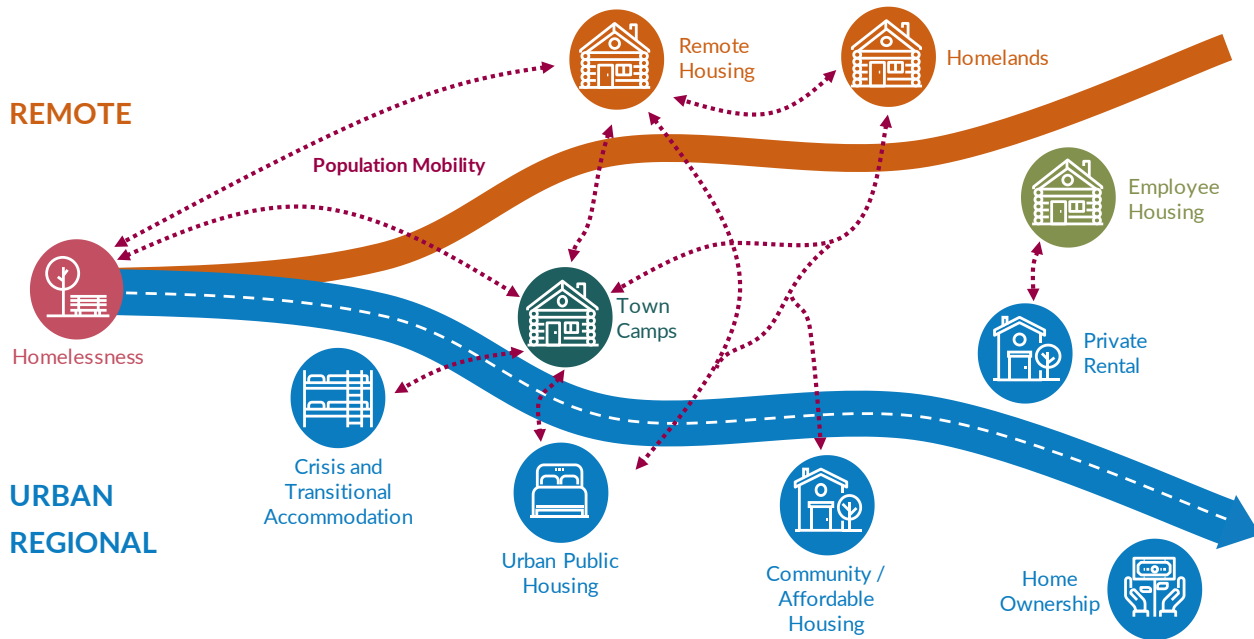 Remote
Housing
Homelands
REMOTE
Population Mobility
Employee
Housing
Town
Camps
Homelessness
Private
Rental
Crisis and
Transitional
Accommodation
URBAN
REGIONAL
Urban Public
Housing
Community /
Affordable
Housing
Home
Ownership